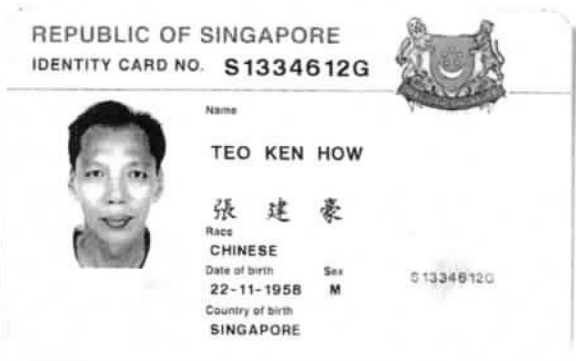 REPUBLIC OF SINGAPORE
IDENTITY CARD NO. S1334612G
Name
TEO KEN HOW
張建豪
Race
CHINESE
Date of birth Sex
22-11-1958 M S1334612G
Country of birth
SINGAPORE